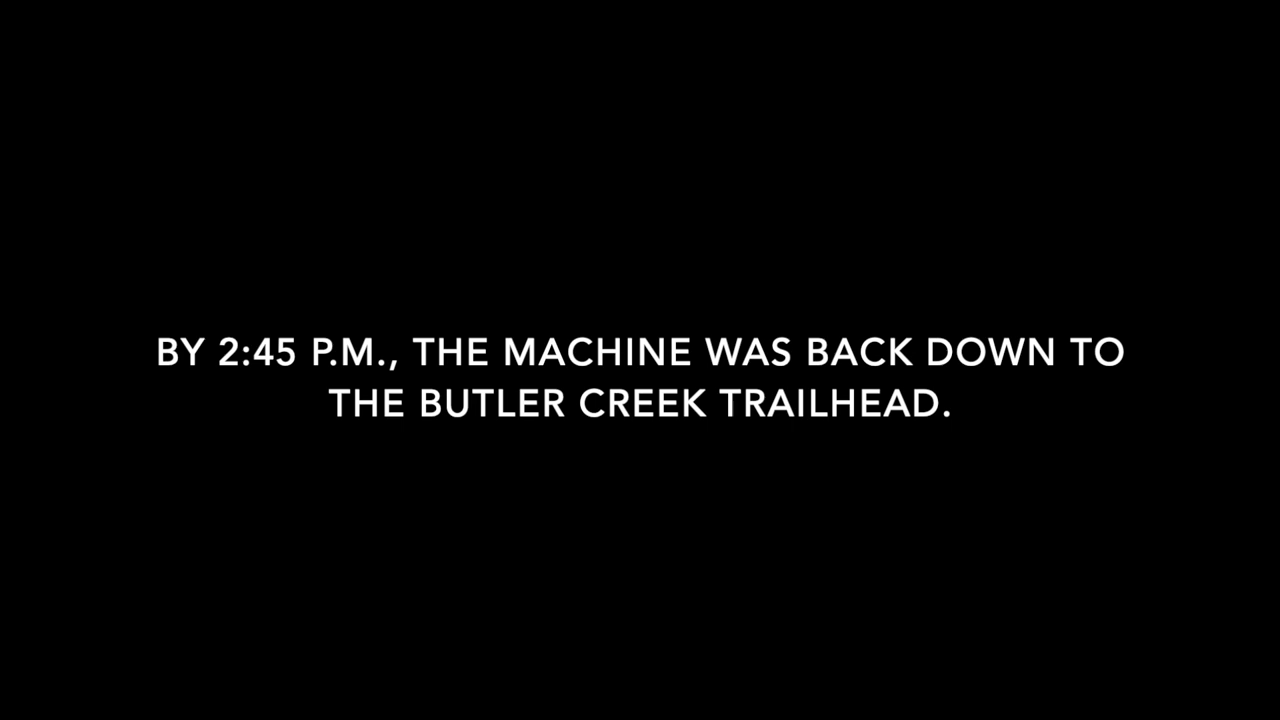 BY 2:45 P.M., THE MACHINE WAS BACK DOWN TO
THE BUTLER CREEK TRAILHEAD.